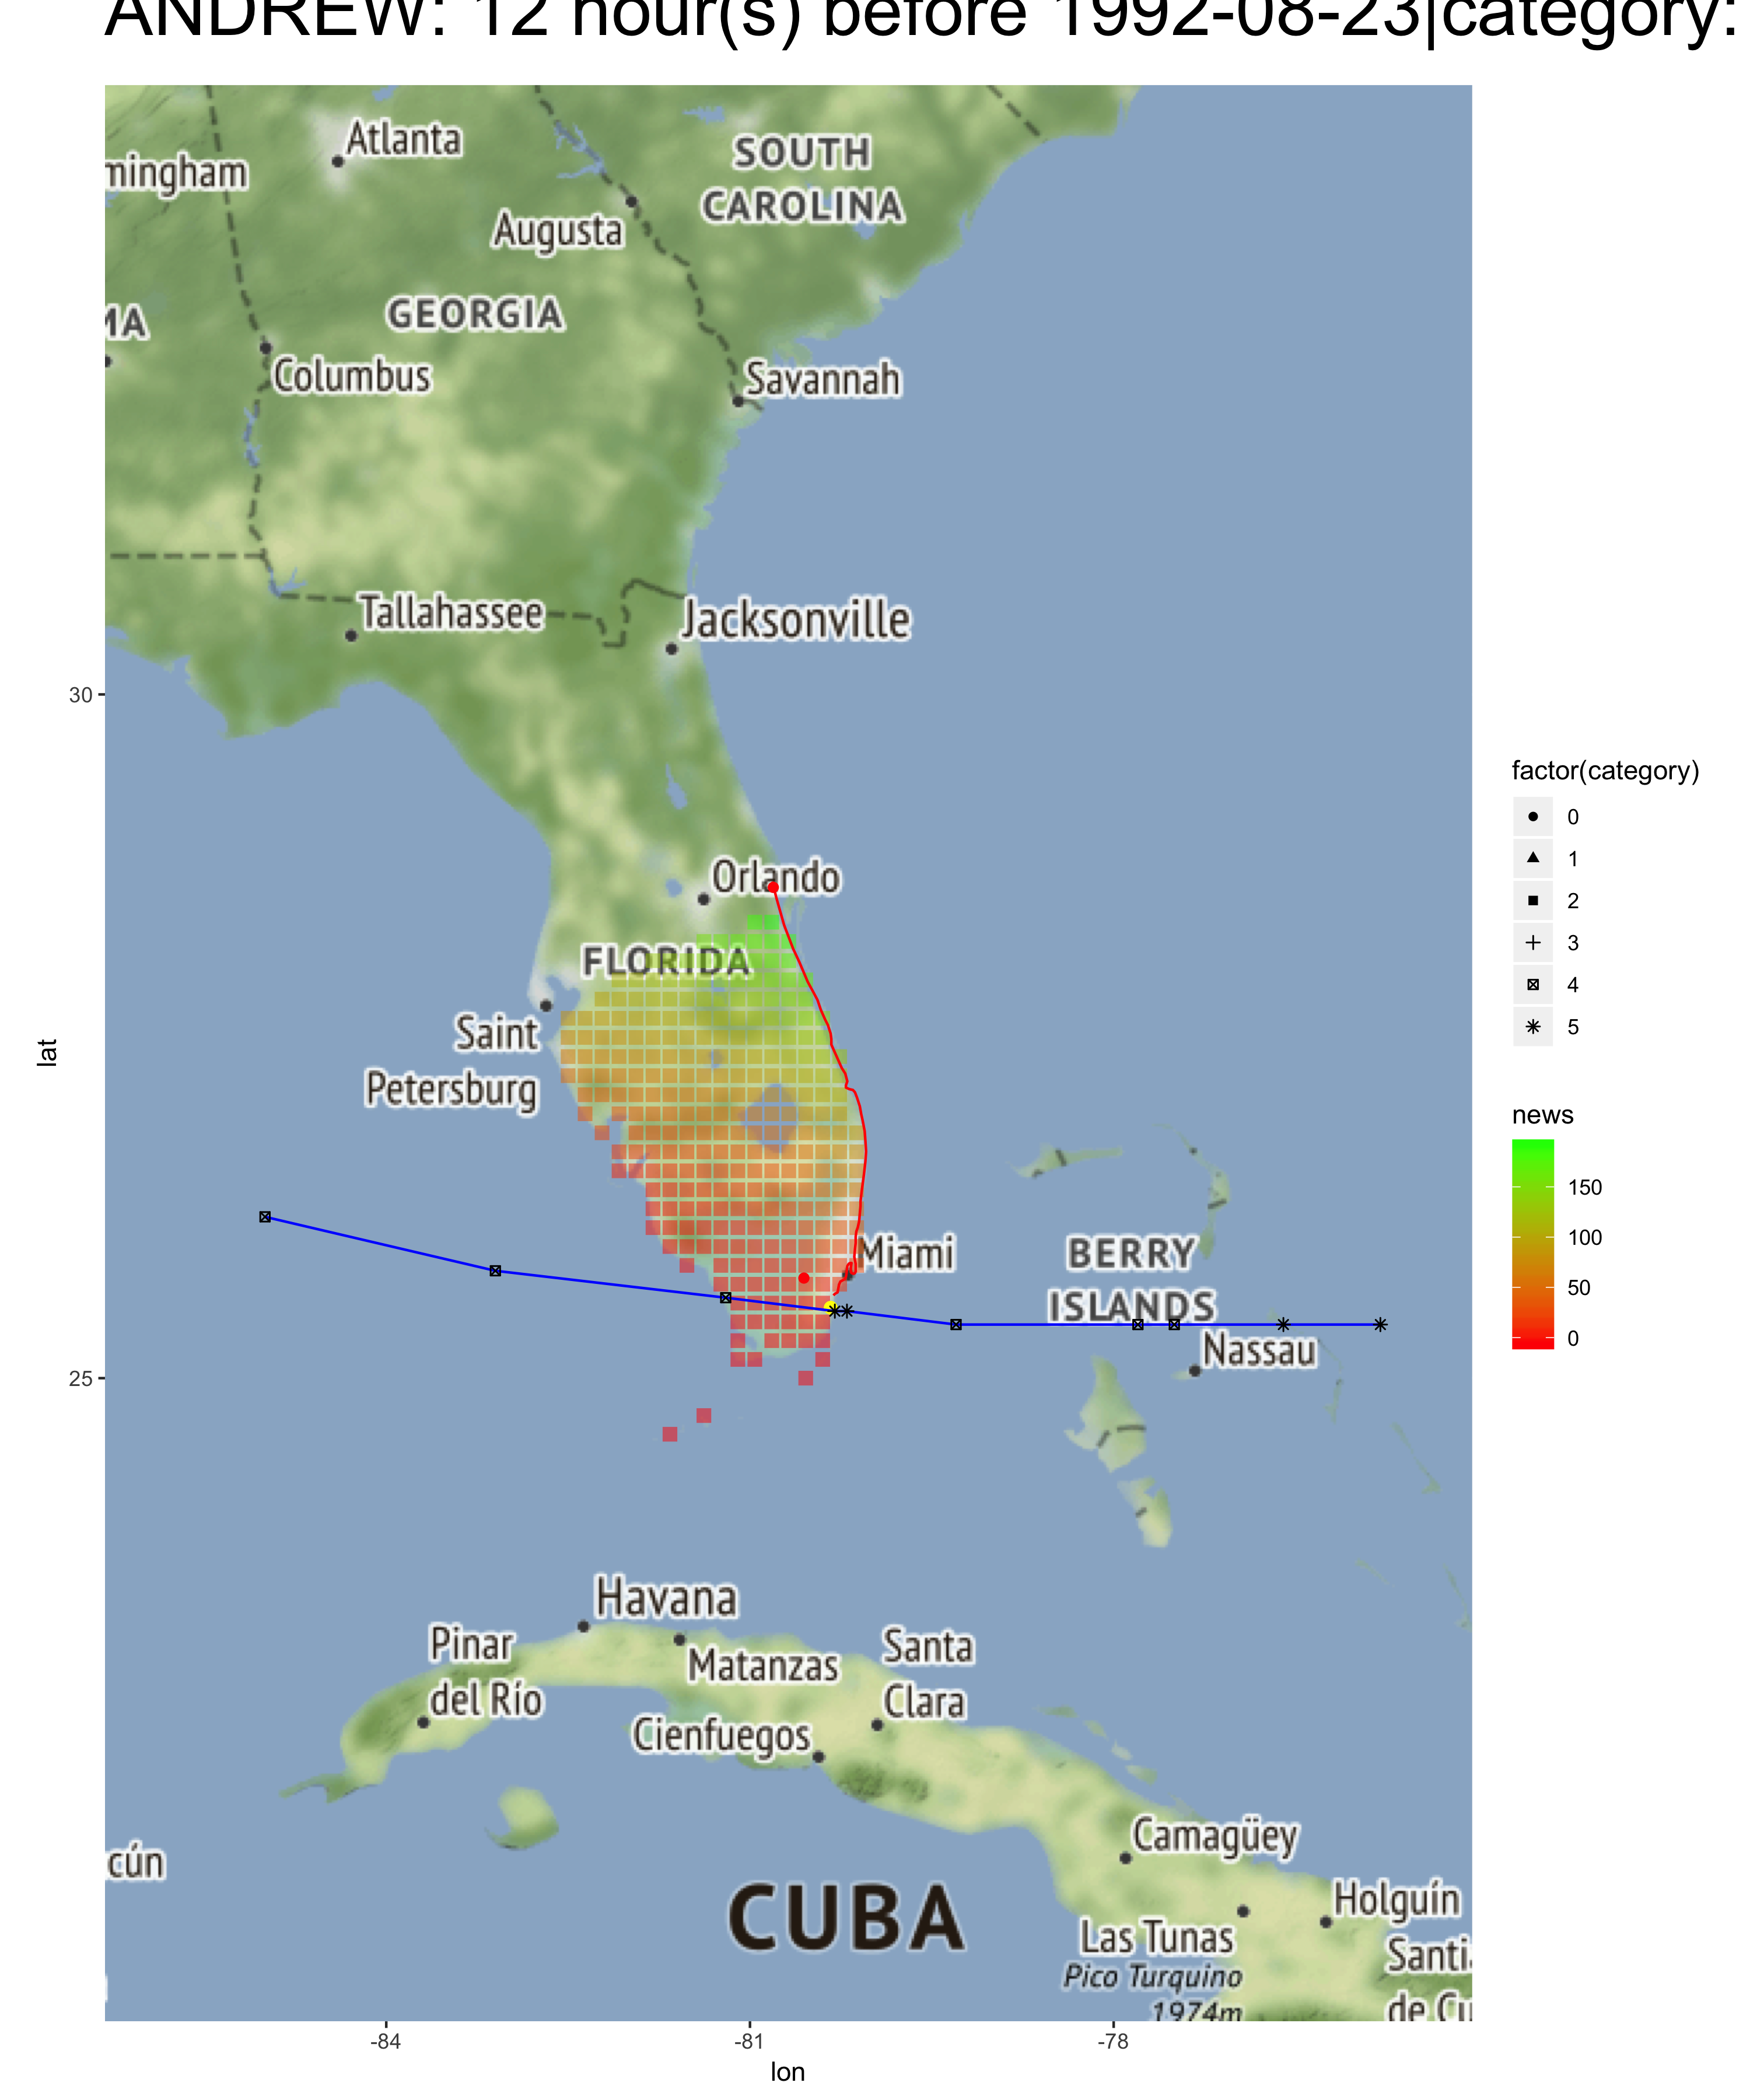 ANDREW: 12 hour(s) before 1992-08-23|category:
Atlanta
mingham
SOUTH
CAROLINA
Augusta
GEORGIA
MA
Columbus
Savannah
Tallahassee
Jacksonville
30
Orlando
FLORIDA
Saint
Petersburg
lat
Miami
BERRY
ISLANDS
Nassau
25
Havana
Pinar
del Río
Matanzas
Santa
Clara
Cienfuegos
Camagüey
cún
CUBA
Holguín
Las Tunas
Pico Turquino
1974m
Santi
de Cu
-84
-81
-78
lon
factor(category)
0
1
2
3
4
5
news
150
100
50
0